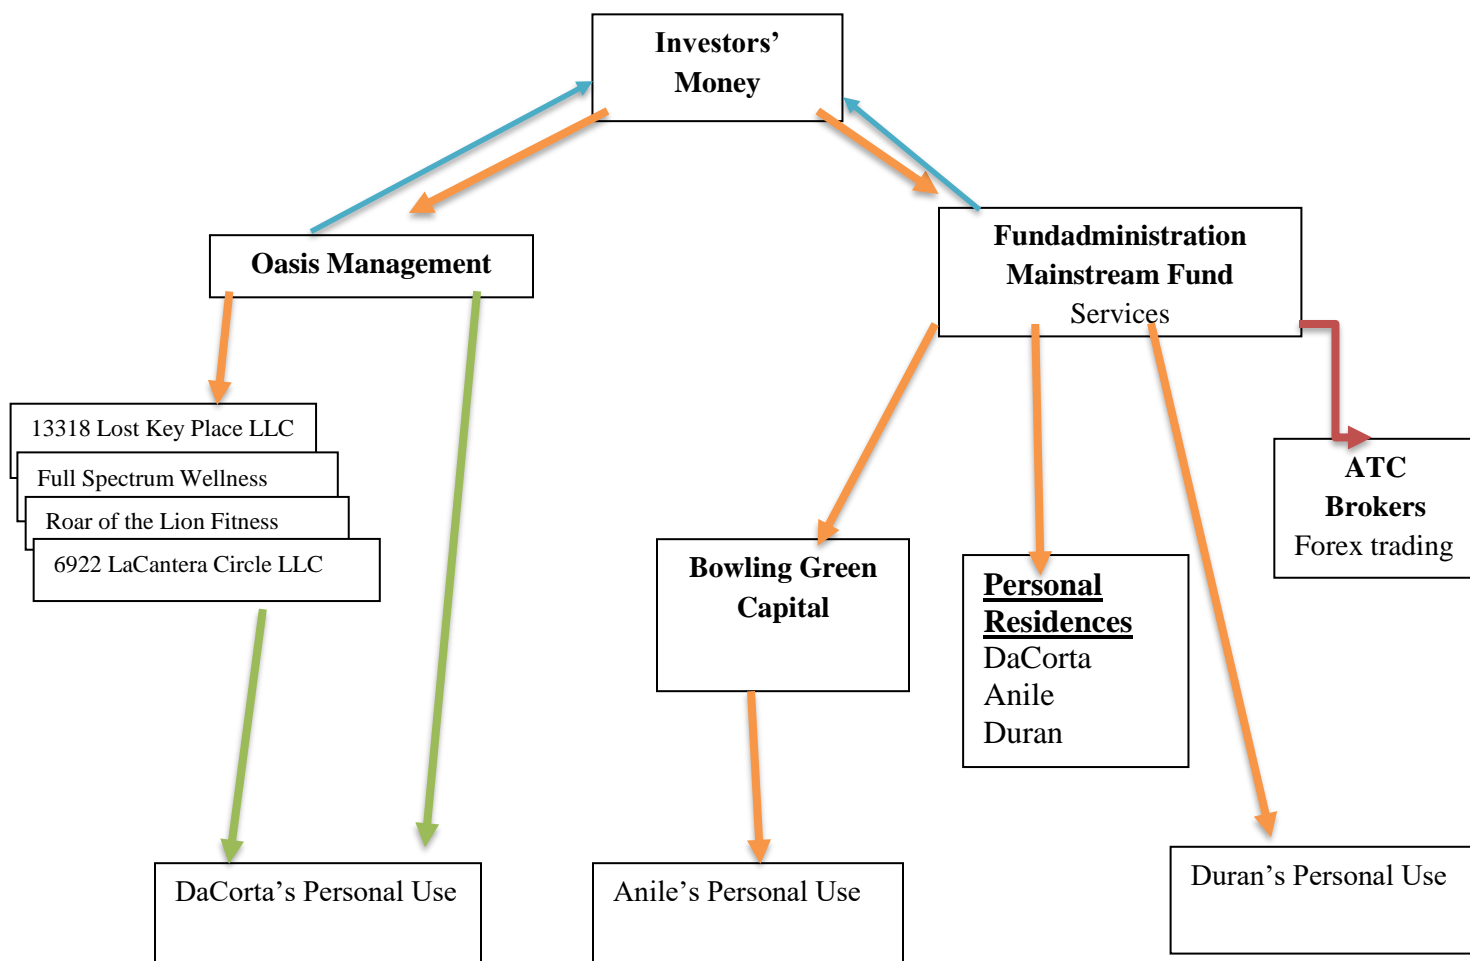 Investors’
Money
Oasis Management
Fundadministration
Mainstream Fund
Services
13318 Lost Key Place LLC
Full Spectrum Wellness
Roar of the Lion Fitness
6922 LaCantera Circle LLC
Bowling Green
Capital
Personal
Residences
DaCorta
Anile
Duran
ATC
Brokers
Forex trading
DaCorta’s Personal Use
Anile’s Personal Use
Duran’s Personal Use